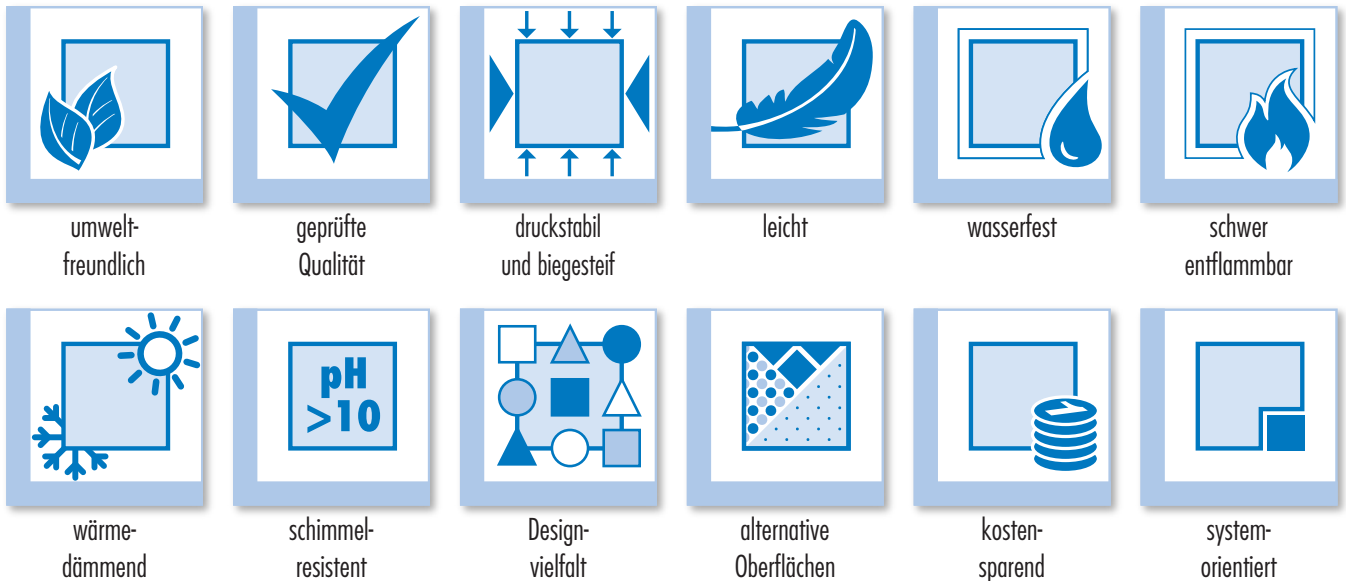 umwelt-
freundlich
geprüfte
Qualität
druckstabil
und biegesteif
leicht
wasserfest
schwer
entflammbar
wärme-
dämmend
pH
>10
schimmel-
resistent
Design-
vielfalt
alternative
Oberflächen
1
kosten-
sparend
system-
orientiert